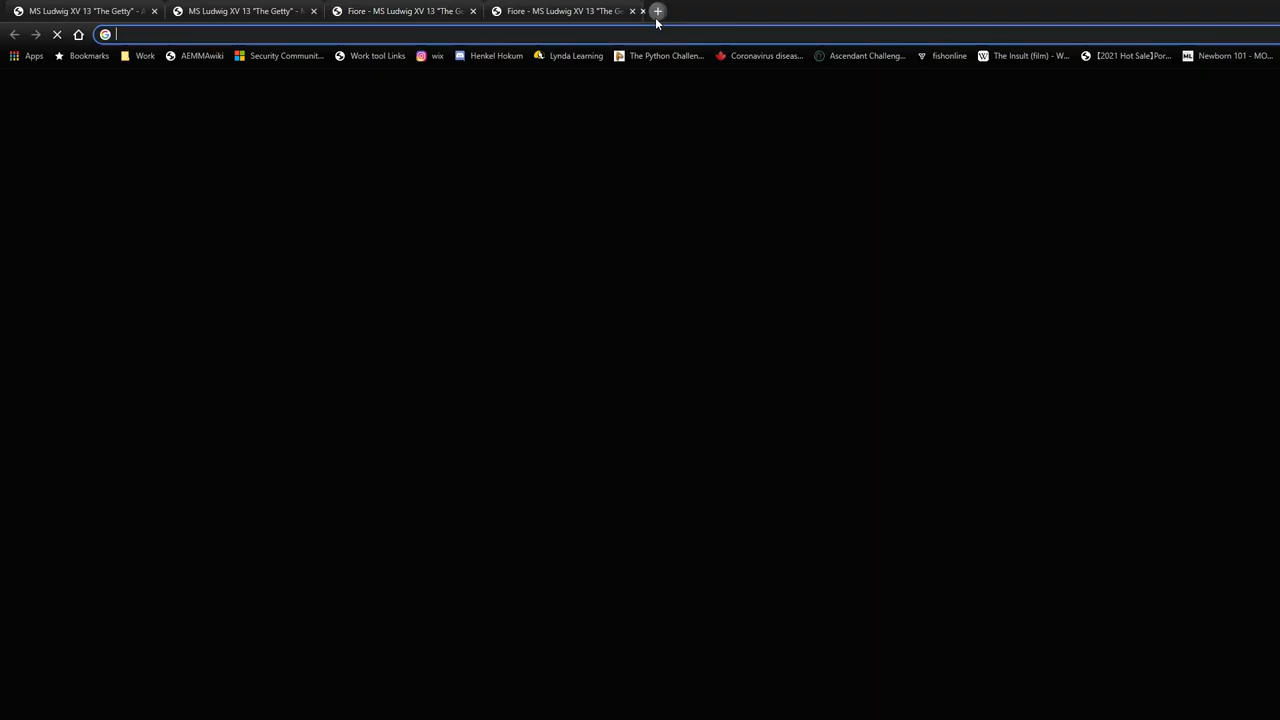 MS Ludwig XV 13 "The Getty" - A
MS Ludwig XV 13 "The Getty" -
Fiore - MS Ludwig XV 13 "The Ge
Fiore - MS Ludwig XV 13 "The Ge
Apps Bookmarks Work AEMMAwiki Security Communit... Work tool Links wix Henkel Hokum Lynda Learning The Python Challen... Coronavirus diseas... Ascendant Challeng... fishonline The Insult (film) - W... 【2021 Hot Sale】Por... Newborn 101 - MO...